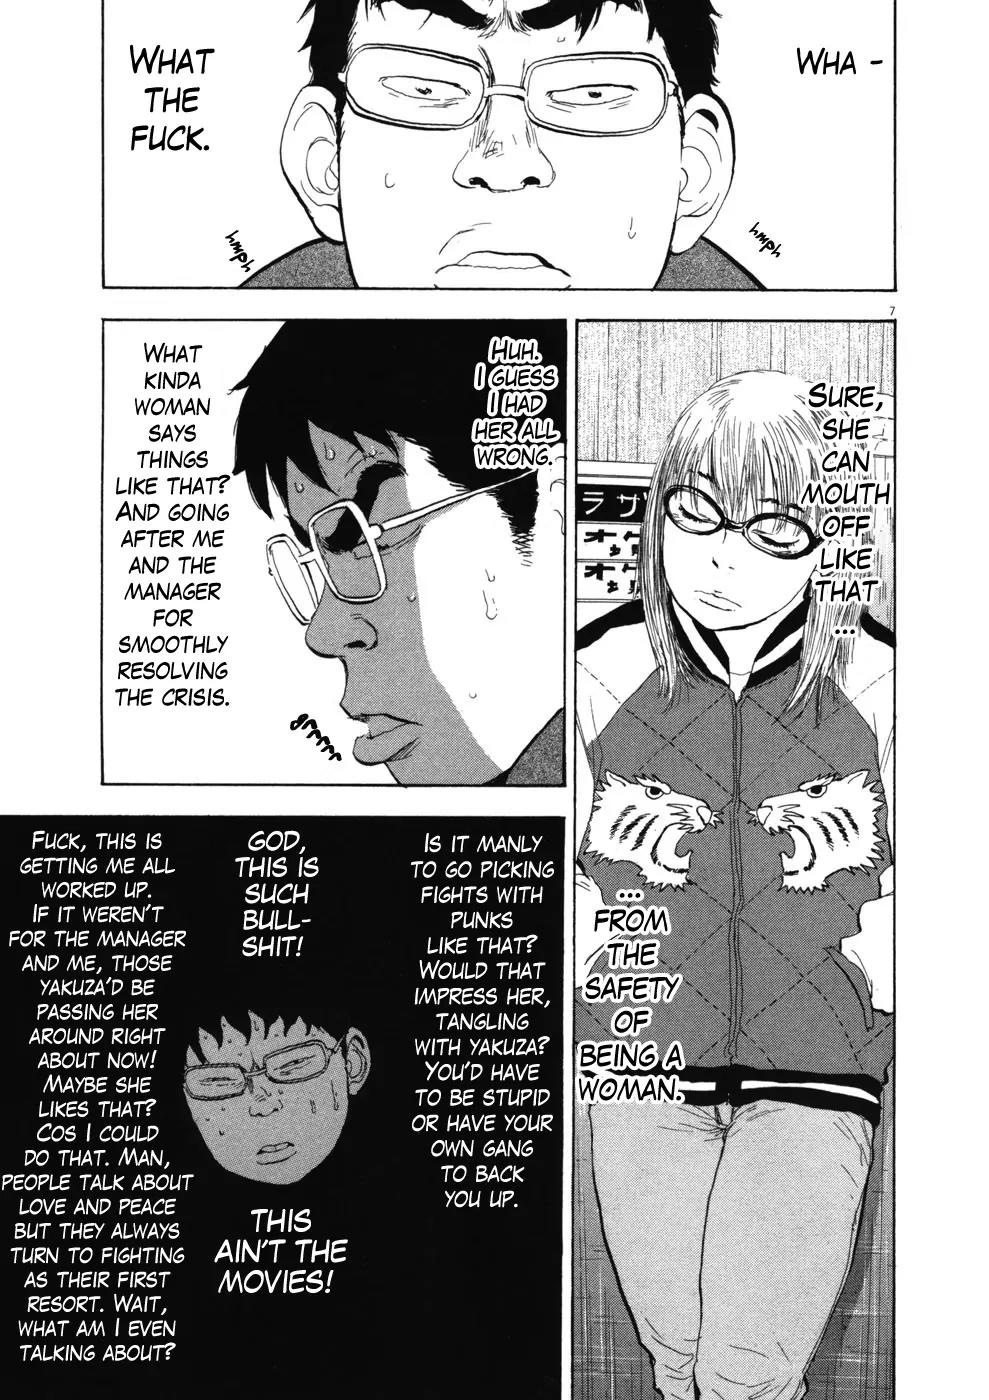 WHA -
WHAT
THE
FUCK.
hmph
hmph
7
SURE,
SHE
CAN
MOUTH
OFF
LIKE
THAT
...
ラ サ
...
FROM
THE
SAFETY
OF
BEING A
WOMAN.
HUH.
I GUESS
I HAD
HER ALL
WRONG.
WHAT
KINDA
WOMAN
SAYS
THINGS
LIKE THAT?
AND GOING
AFTER ME
AND THE
MANAGER
FOR
SMOOTHLY
RESOLVING
THE CRISIS.
grrrrr
IS IT MANLY
TO GO PICKING
FIGHTS WITH
PUNKS
LIKE THAT?
WOULD THAT
IMPRESS HER,
TANGLING
WITH YAKUZA?
YOU'D HAVE
TO BE STUPID
OR HAVE YOUR
OWN GANG
TO BACK
YOU UP.
GOD,
THIS IS
SUCH
BULL-
SHIT!
THIS
AIN'T THE
MOVIES!
FUCK, THIS IS
GETTING ME ALL
WORKED UP.
IF IT WEREN'T
FOR THE MANAGER
AND ME, THOSE
YAKUZA'D BE
PASSING HER
AROUND RIGHT
ABOUT NOW!
MAYBE SHE
LIKES THAT?
COS I COULD
DO THAT. MAN,
PEOPLE TALK ABOUT
LOVE AND PEACE
BUT THEY ALWAYS
TURN TO FIGHTING
AS THEIR FIRST
RESORT. WAIT,
WHAT AM I EVEN
TALKING ABOUT?